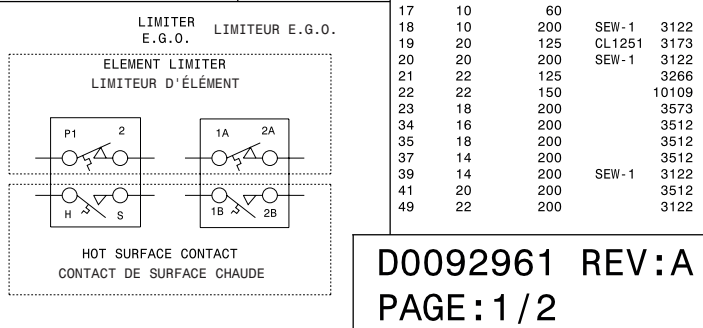 LIMITER
E.G.O.
LIMITEUR E.G.O.
ELEMENT LIMITER
LIMITEUR D'ÉLÉMENT
P1 2
1A 2A
H S
1B 2B
HOT SURFACE CONTACT
CONTACT DE SURFACE CHAUDE
17 10 60
18 10 200 SEW-1 3122
19 20 125 CL1251 3173
20 20 200 SEW-1 3122
21 22 125 3266
22 22 150 10109
23 18 200 3573
34 16 200 3512
35 18 200 3512
37 14 200 3512
39 14 200 SEW-1 3122
41 20 200 3512
49 22 200 3122
D0092961 REV:A
PAGE:1/2